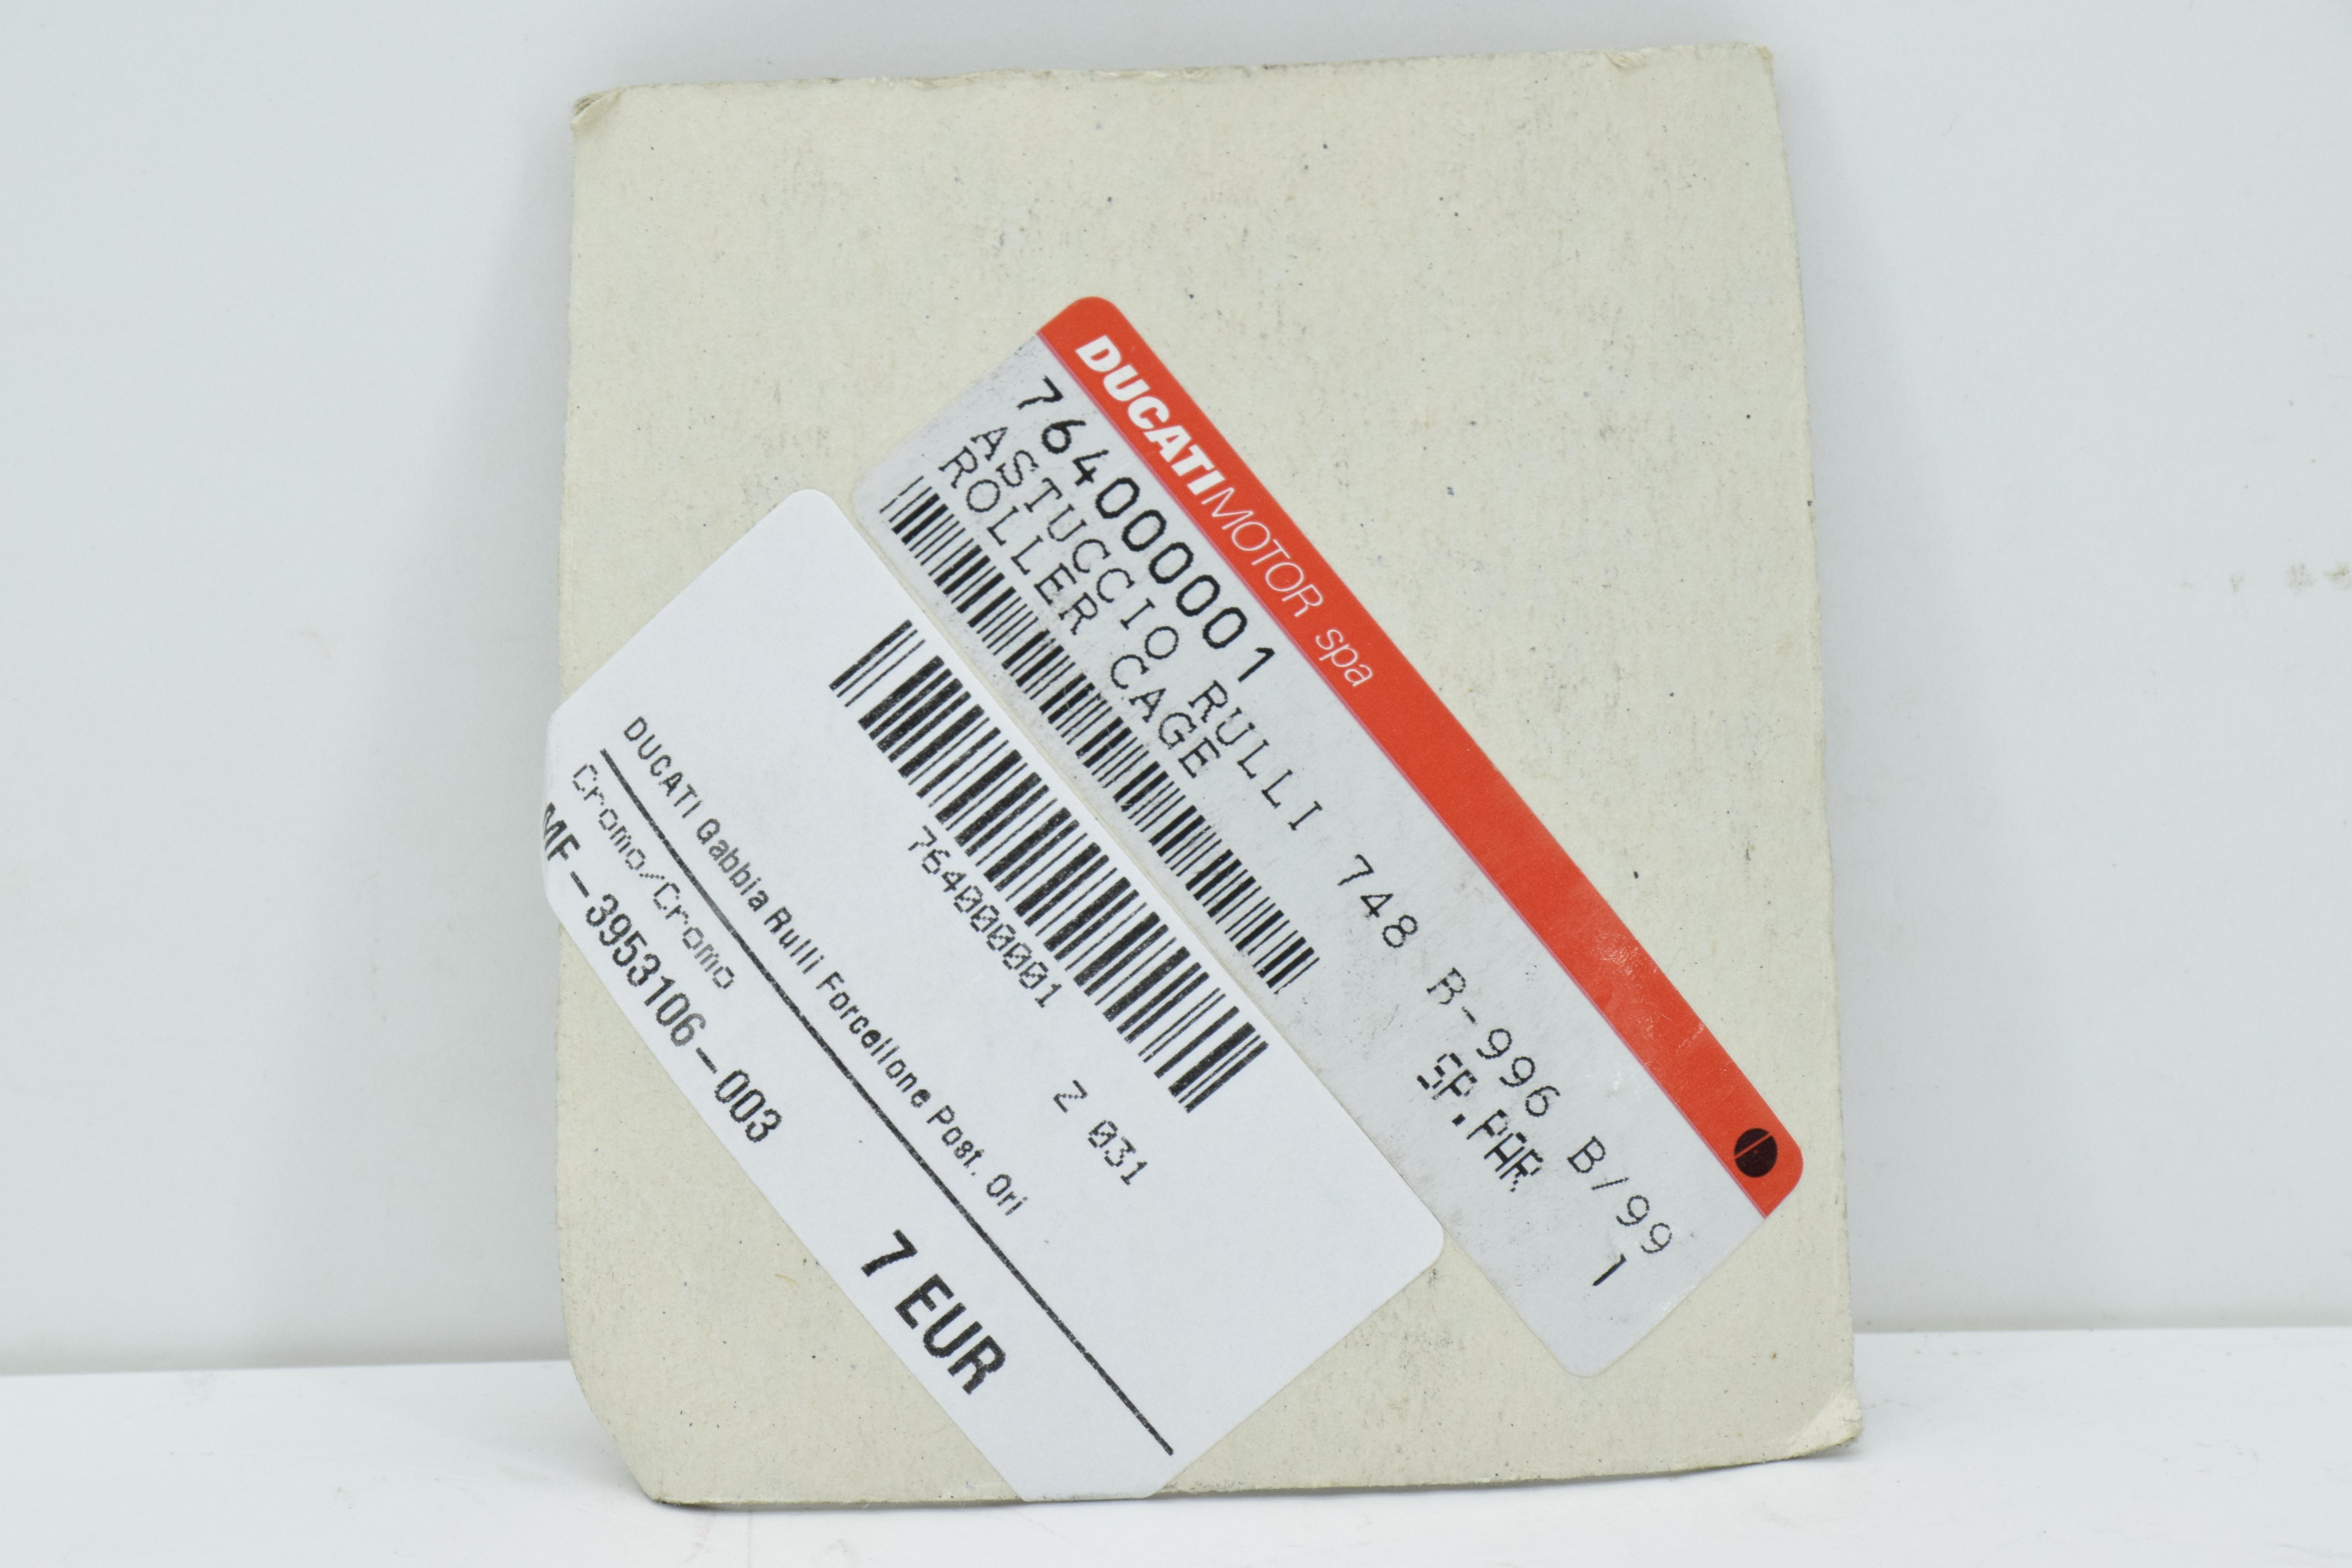 DUCATIMOTOR spa
764000001
ASTUCCIO RULLI 748 R-996 B/99
ROLLER CAGE
SP.PAR 1
764000001 Z 031
DUCATI Gabbia Rulli Forcellone Post. Ori
Cromo/Cromo
MF-3953106-003 7 EUR